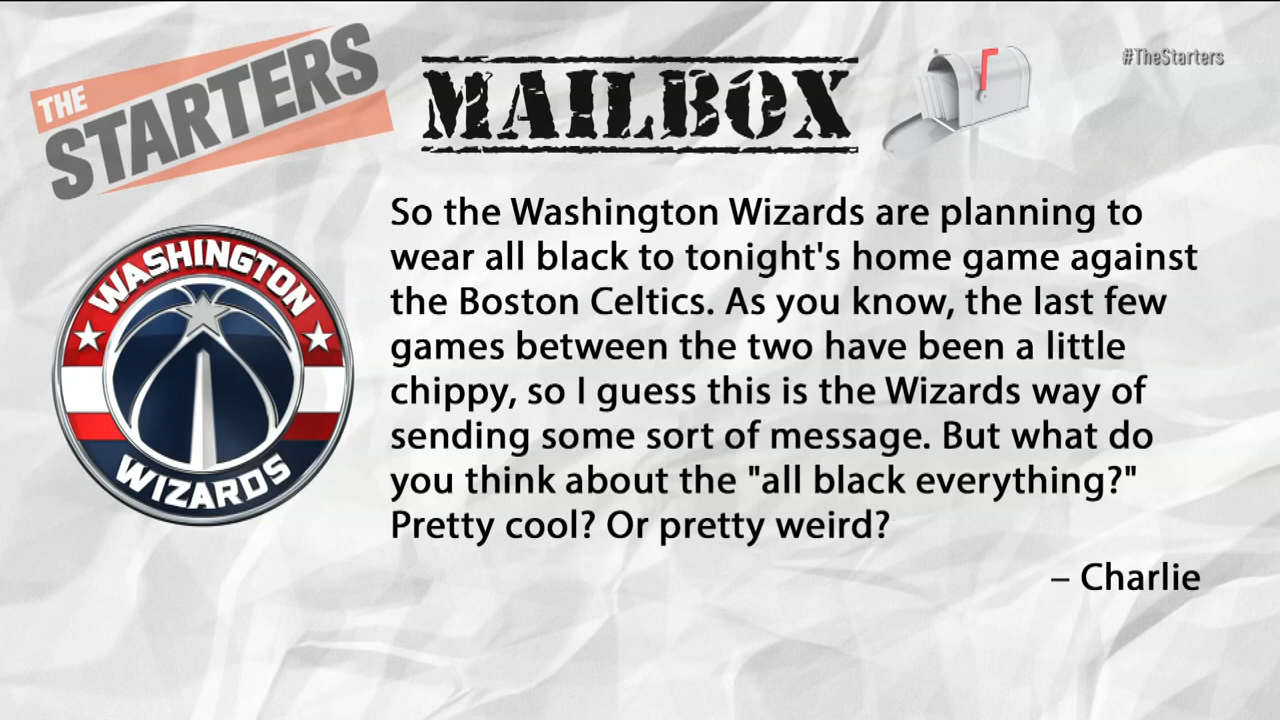 THE
STARTERS
MAILBOX
#TheStarters
WASHINGTON
WIZARDS
So the Washington Wizards are planning to
wear all black to tonight's home game against
the Boston Celtics. As you know, the last few
games between the two have been a little
chippy, so I guess this is the Wizards way of
sending some sort of message. But what do
you think about the "all black everything?"
Pretty cool? Or pretty weird?
– Charlie